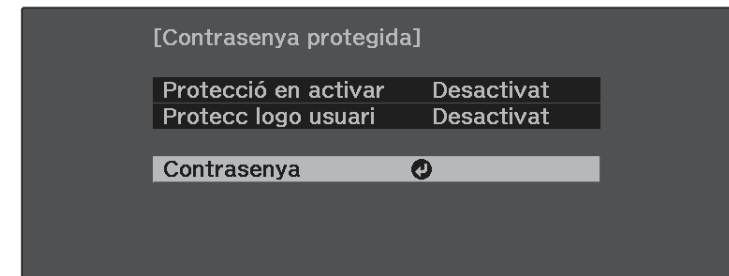 [Contrasenya protegida]
Protecció en activar Desactivat
Protecc logo usuari Desactivat
Contrasenya